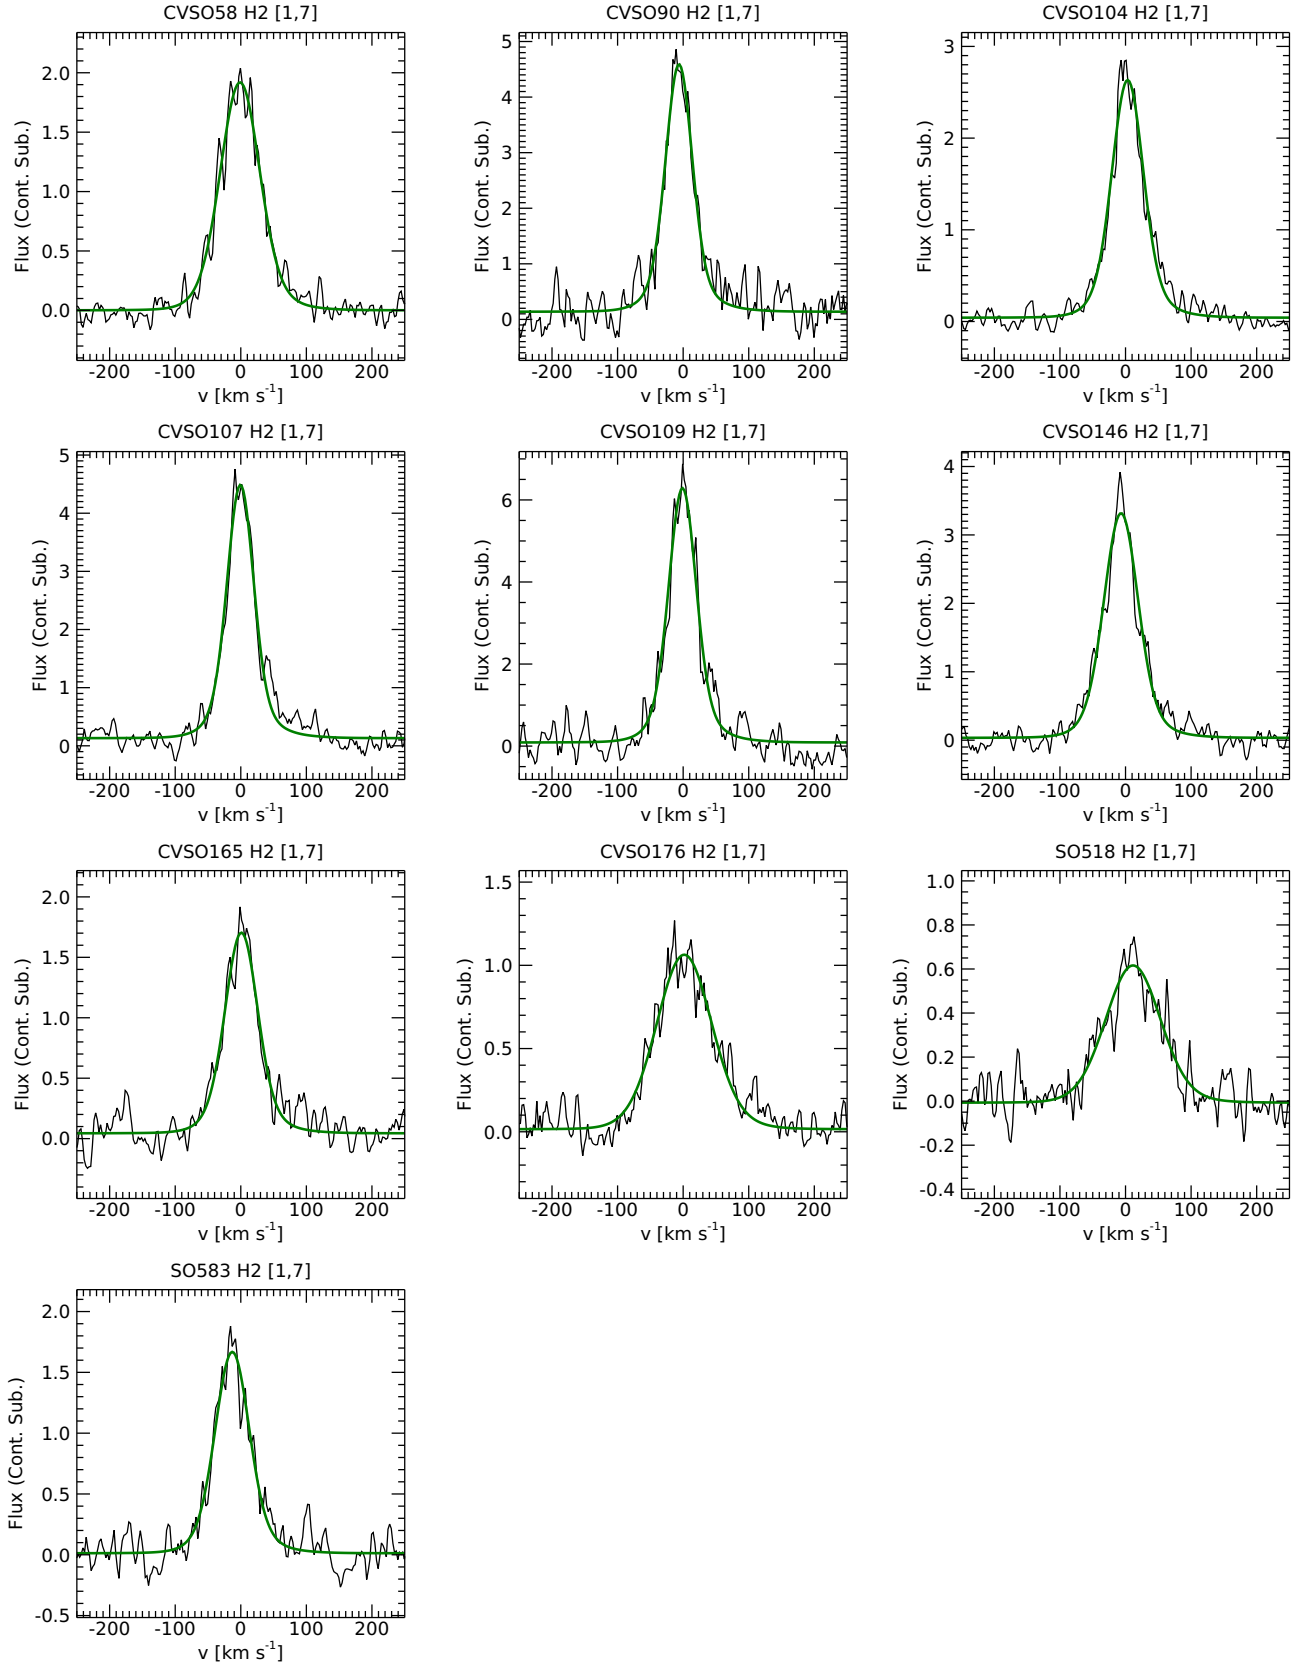 CVSO58 H2 [1,7]
2.0
1.5
1.0
0.5
0.0
Flux (Cont. Sub.)
-200 -100 0 100 200
v [km s-1]
CVSO90 H2 [1,7]
5
4
3
2
1
0
Flux (Cont. Sub.)
-200 -100 0 100 200
v [km s-1]
CVSO104 H2 [1,7]
3
2
1
0
Flux (Cont. Sub.)
-200 -100 0 100 200
v [km s-1]
CVSO107 H2 [1,7]
5
4
3
2
1
0
Flux (Cont. Sub.)
-200 -100 0 100 200
v [km s-1]
CVSO109 H2 [1,7]
6
4
2
0
Flux (Cont. Sub.)
-200 -100 0 100 200
v [km s-1]
CVSO146 H2 [1,7]
4
3
2
1
0
Flux (Cont. Sub.)
-200 -100 0 100 200
v [km s-1]
CVSO165 H2 [1,7]
2.0
1.5
1.0
0.5
0.0
Flux (Cont. Sub.)
-200 -100 0 100 200
v [km s-1]
CVSO176 H2 [1,7]
1.5
1.0
0.5
0.0
Flux (Cont. Sub.)
-200 -100 0 100 200
v [km s-1]
SO518 H2 [1,7]
1.0
0.8
0.6
0.4
0.2
0.0
-0.2
-0.4
Flux (Cont. Sub.)
-200 -100 0 100 200
v [km s-1]
SO583 H2 [1,7]
2.0
1.5
1.0
0.5
0.0
-0.5
Flux (Cont. Sub.)
-200 -100 0 100 200
v [km s-1]